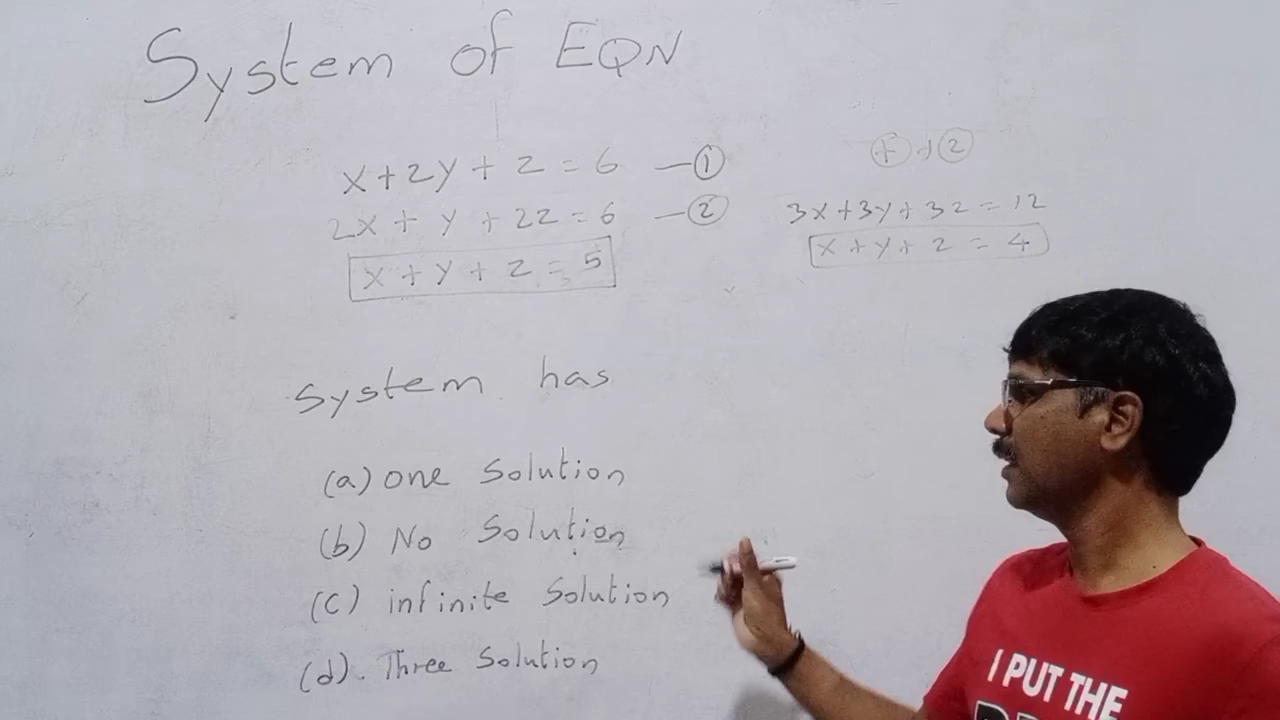 System of EQN
x + 2y + z = 6 — ①
2x + y + 2z = 6 — ②
x + y + z = 5
① + ②
3x + 3y + 3z = 12
x + y + z = 4
System has
(a) one Solution
(b) No Solution
(c) infinite Solution
(d). Three Solution
I PUT THE